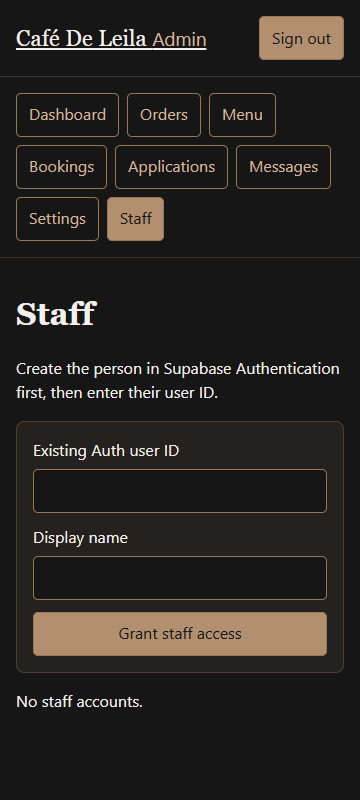 Café De Leila Admin
Sign out
Dashboard
Orders
Menu
Bookings
Applications
Messages
Settings
Staff
Staff
Create the person in Supabase Authentication
first, then enter their user ID.
Existing Auth user ID
Display name
Grant staff access
No staff accounts.